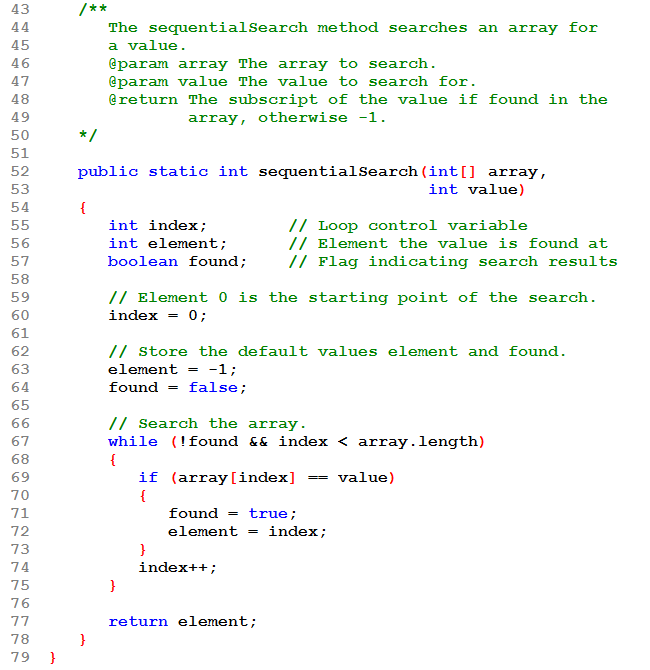 43 /**
44 The sequentialSearch method searches an array for
45 a value.
46 @param array The array to search.
47 @param value The value to search for.
48 @return The subscript of the value if found in the
49 array, otherwise -1.
50 */
51
52 public static int sequentialSearch(int[] array,
53 int value)
54 {
55 int index; // Loop control variable
56 int element; // Element the value is found at
57 boolean found; // Flag indicating search results
58
59 // Element 0 is the starting point of the search.
60 index = 0;
61
62 // Store the default values element and found.
63 element = -1;
64 found = false;
65
66 // Search the array.
67 while (!found && index < array.length)
68 {
69 if (array[index] == value)
70 {
71 found = true;
72 element = index;
73 }
74 index++;
75 }
76
77 return element;
78 }
79 }